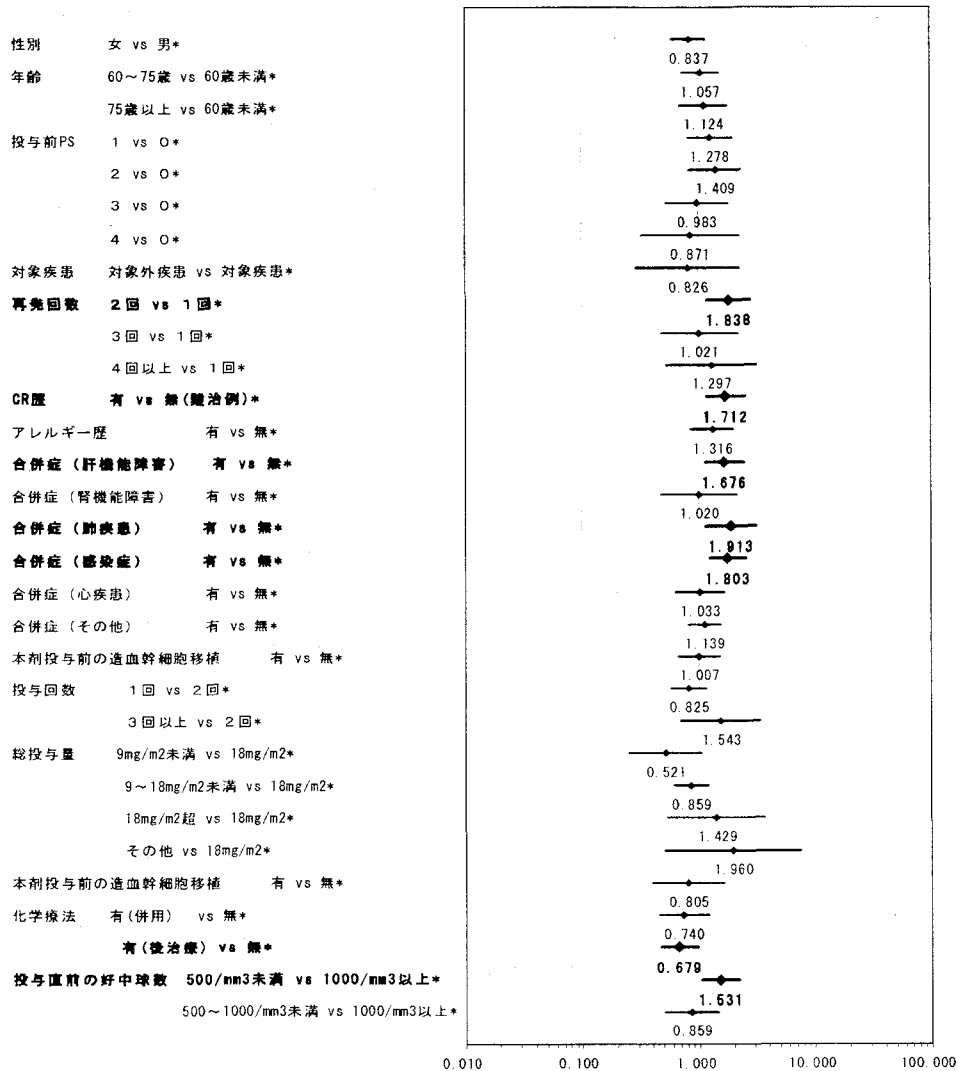 性別 女 vs 男*
0.837
年齢 60～75歳 vs 60歳未満*
1.057
75歳以上 vs 60歳未満*
1.124
投与前PS 1 vs 0*
1.278
2 vs 0*
1.409
3 vs 0*
0.983
4 vs 0*
0.871
対象疾患 対象外疾患 vs 対象疾患*
0.826
再発回数 2回 vs 1回*
1.838
3回 vs 1回*
1.021
4回以上 vs 1回*
1.297
CR歴 有 vs 無(難治例)*
1.712
アレルギー歴 有 vs 無*
1.316
合併症（肝機能障害） 有 vs 無*
1.676
合併症（腎機能障害） 有 vs 無*
1.020
合併症（肺疾患） 有 vs 無*
1.913
合併症（感染症） 有 vs 無*
1.803
合併症（心疾患） 有 vs 無*
1.033
合併症（その他） 有 vs 無*
1.139
本剤投与前の造血幹細胞移植 有 vs 無*
1.007
投与回数 1回 vs 2回*
0.825
3回以上 vs 2回*
1.543
総投与量 9mg/m2未満 vs 18mg/m2*
0.521
9～18mg/m2未満 vs 18mg/m2*
0.859
18mg/m2超 vs 18mg/m2*
1.429
その他 vs 18mg/m2*
1.960
本剤投与前の造血幹細胞移植 有 vs 無*
0.805
化学療法 有(併用) vs 無*
0.740
有(後治療) vs 無*
0.679
投与直前の好中球数 500/mm3未満 vs 1000/mm3以上*
1.531
500～1000/mm3未満 vs 1000/mm3以上*
0.859
0.010 0.100 1.000 10.000 100.000